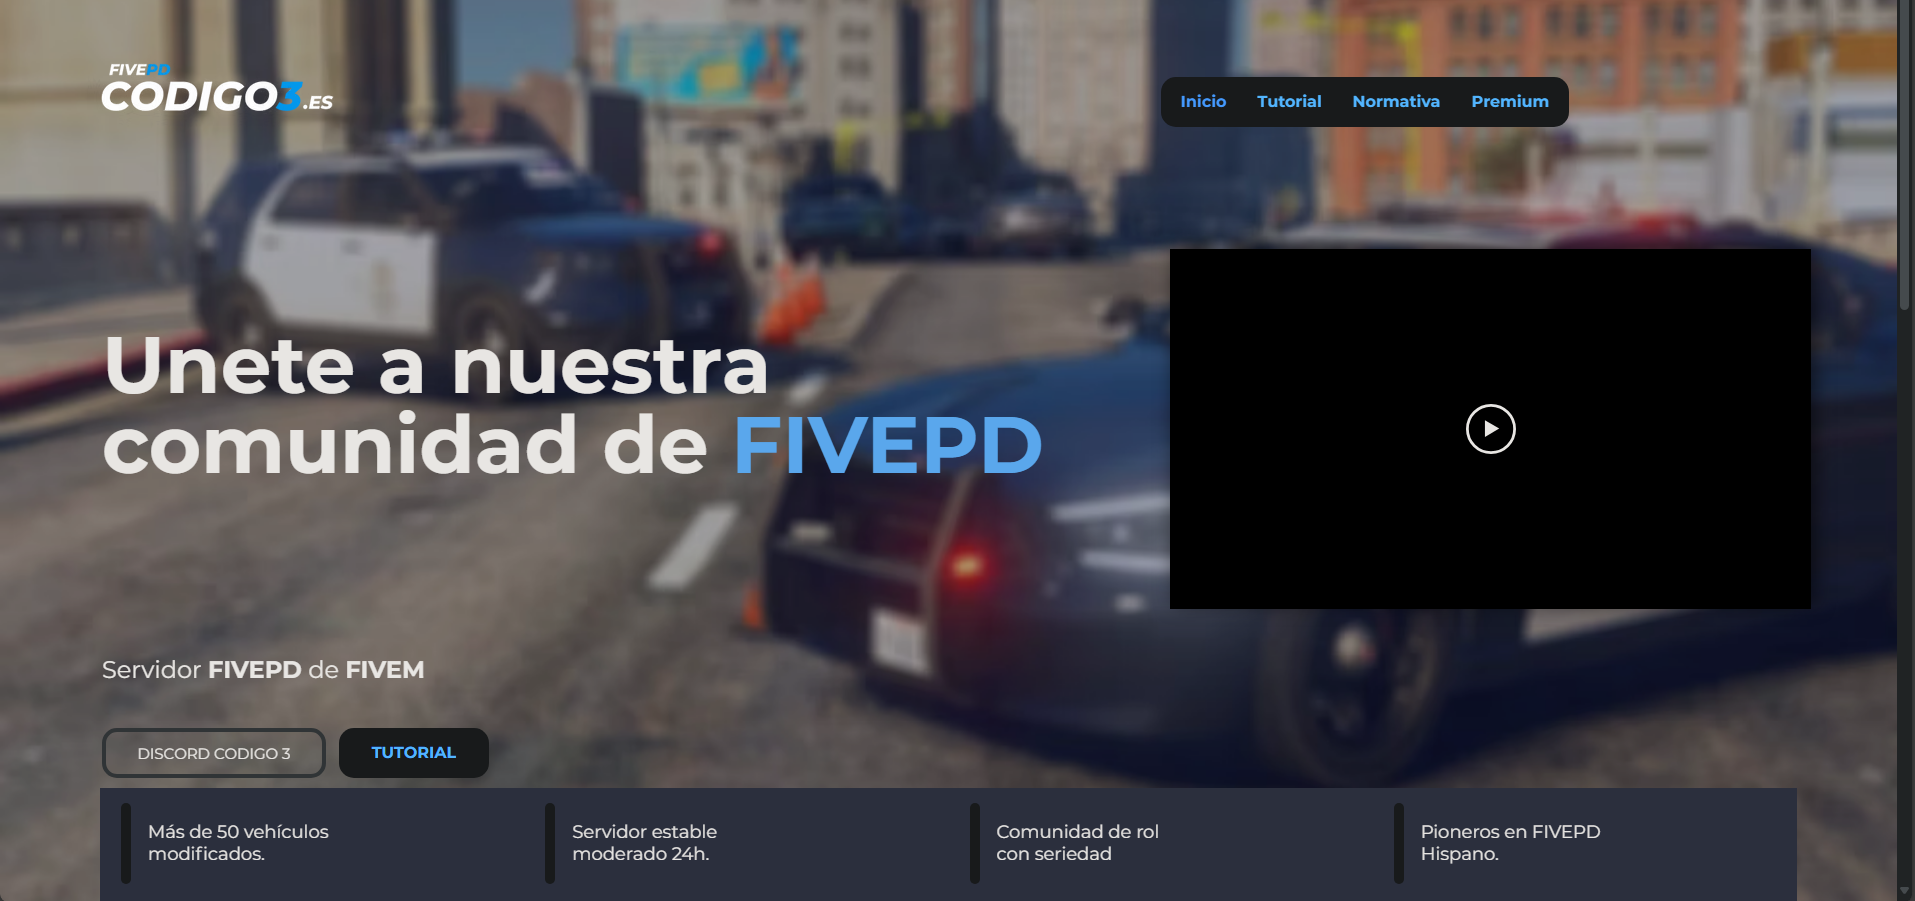 FIVEPD
CODIGO3.ES
Inicio
Tutorial
Normativa
Premium
Unete a nuestra
comunidad de FIVEPD
Servidor FIVEPD de FIVEM
DISCORD CODIGO 3
TUTORIAL
Más de 50 vehículos
modificados.
Servidor estable
moderado 24h.
Comunidad de rol
con seriedad
Pioneros en FIVEPD
Hispano.